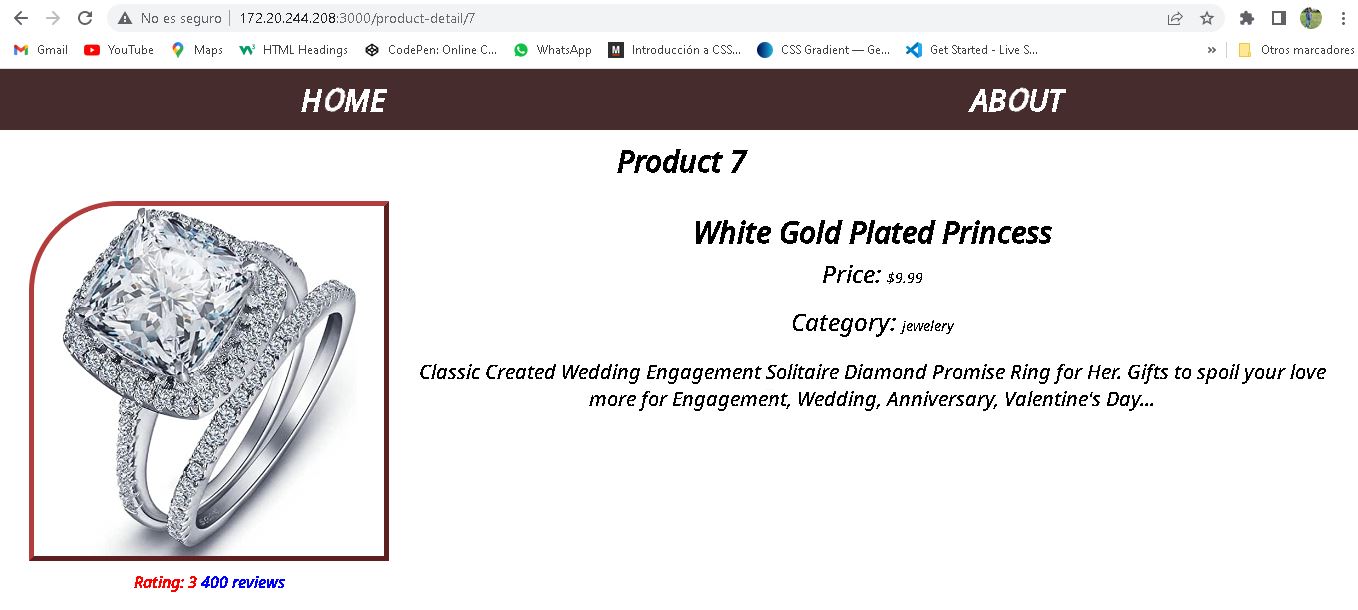 No es seguro | 172.20.244.208:3000/product-detail/7
Gmail YouTube Maps HTML Headings CodePen: Online C... WhatsApp Introducción a CSS... CSS Gradient — Ge... Get Started - Live S... » Otros marcadores
HOME ABOUT
Product 7
White Gold Plated Princess
Price: $9.99
Category: jewelery
Classic Created Wedding Engagement Solitaire Diamond Promise Ring for Her. Gifts to spoil your love
more for Engagement, Wedding, Anniversary, Valentine's Day...
Rating: 3 400 reviews